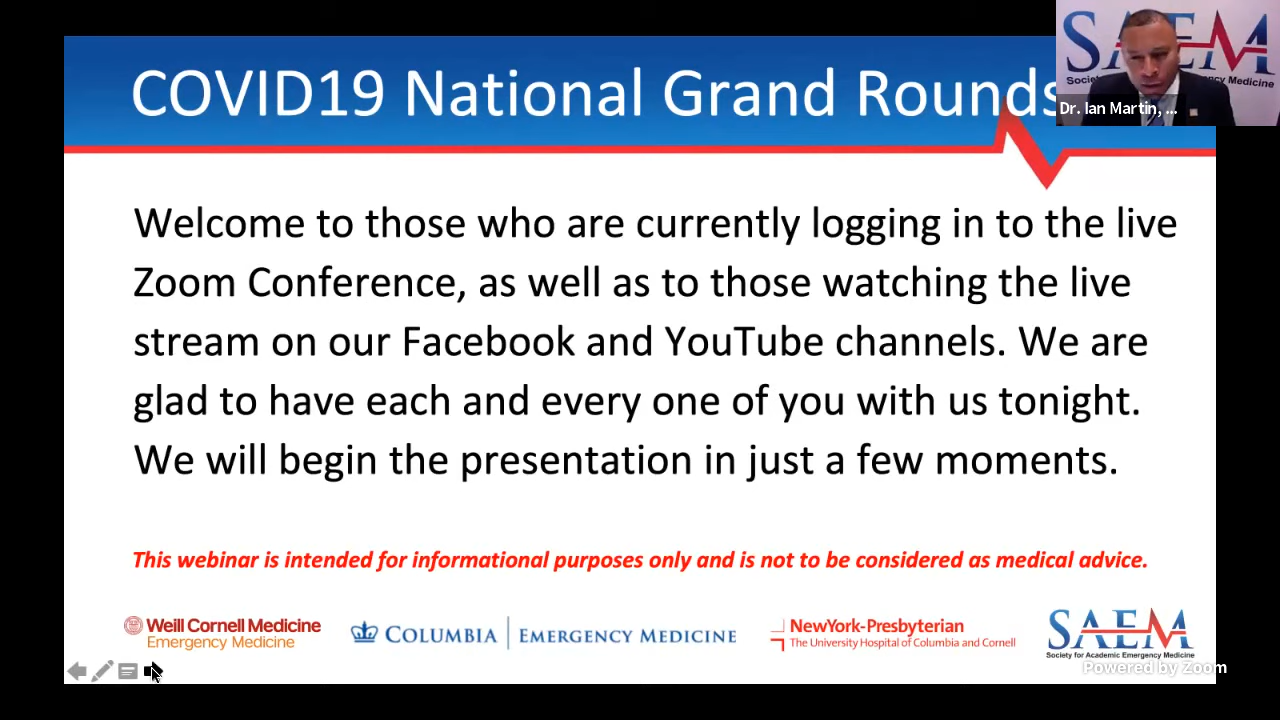 COVID19 National Grand Rounds
SAEM
Dr. Ian Martin, ...
Welcome to those who are currently logging in to the live
Zoom Conference, as well as to those watching the live
stream on our Facebook and YouTube channels. We are
glad to have each and every one of you with us tonight.
We will begin the presentation in just a few moments.
This webinar is intended for informational purposes only and is not to be considered as medical advice.
Weill Cornell Medicine
Emergency Medicine
COLUMBIA EMERGENCY MEDICINE
NewYork-Presbyterian
The University Hospital of Columbia and Cornell
SAEM
Society for Academic Emergency Medicine
Powered by Zoom